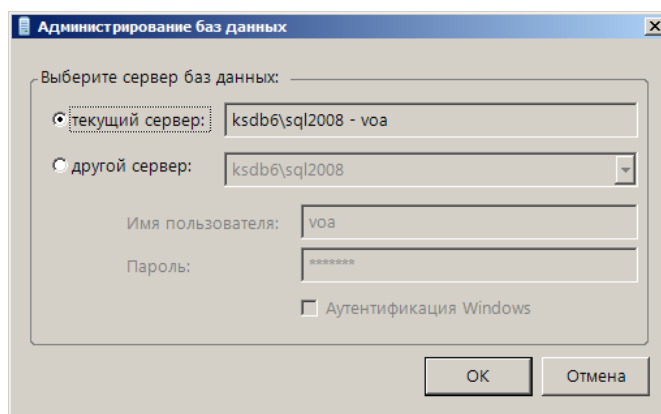 Администрирование баз данных
Выберите сервер баз данных:
текущий сервер: ksdb6\sql2008 - voa
другой сервер: ksdb6\sql2008
Имя пользователя: voa
Пароль: *******
Аутентификация Windows
OK Отмена